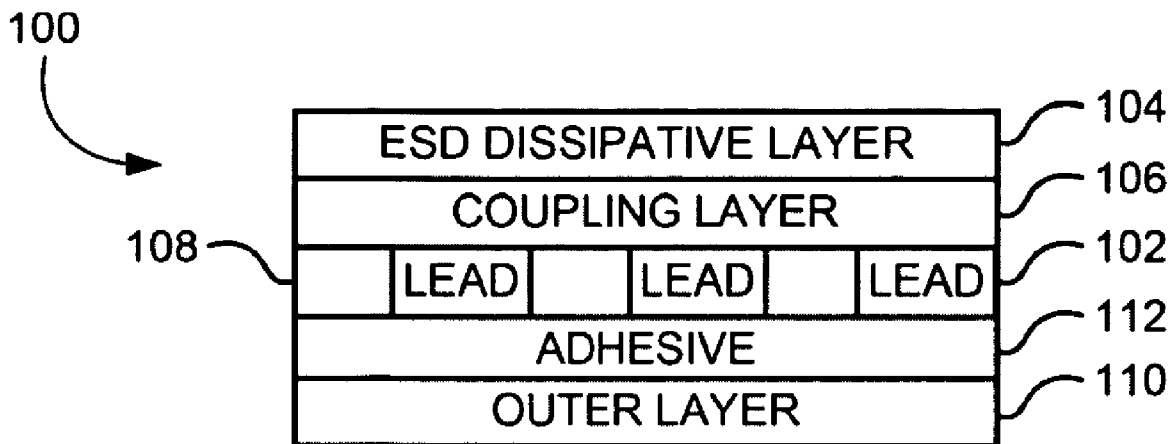 100
ESD DISSIPATIVE LAYER 104
COUPLING LAYER 106
108 LEAD LEAD LEAD 102
ADHESIVE 112
OUTER LAYER 110